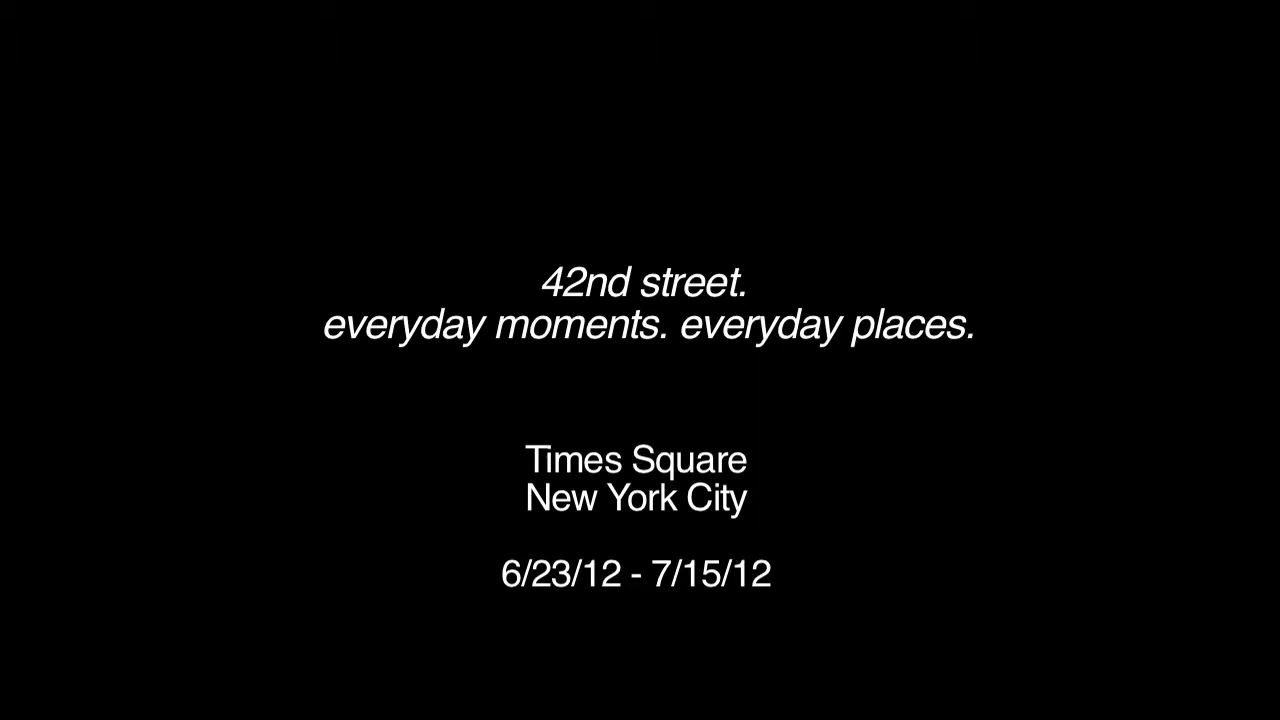 42nd street.
everyday moments. everyday places.
Times Square
New York City
6/23/12 - 7/15/12